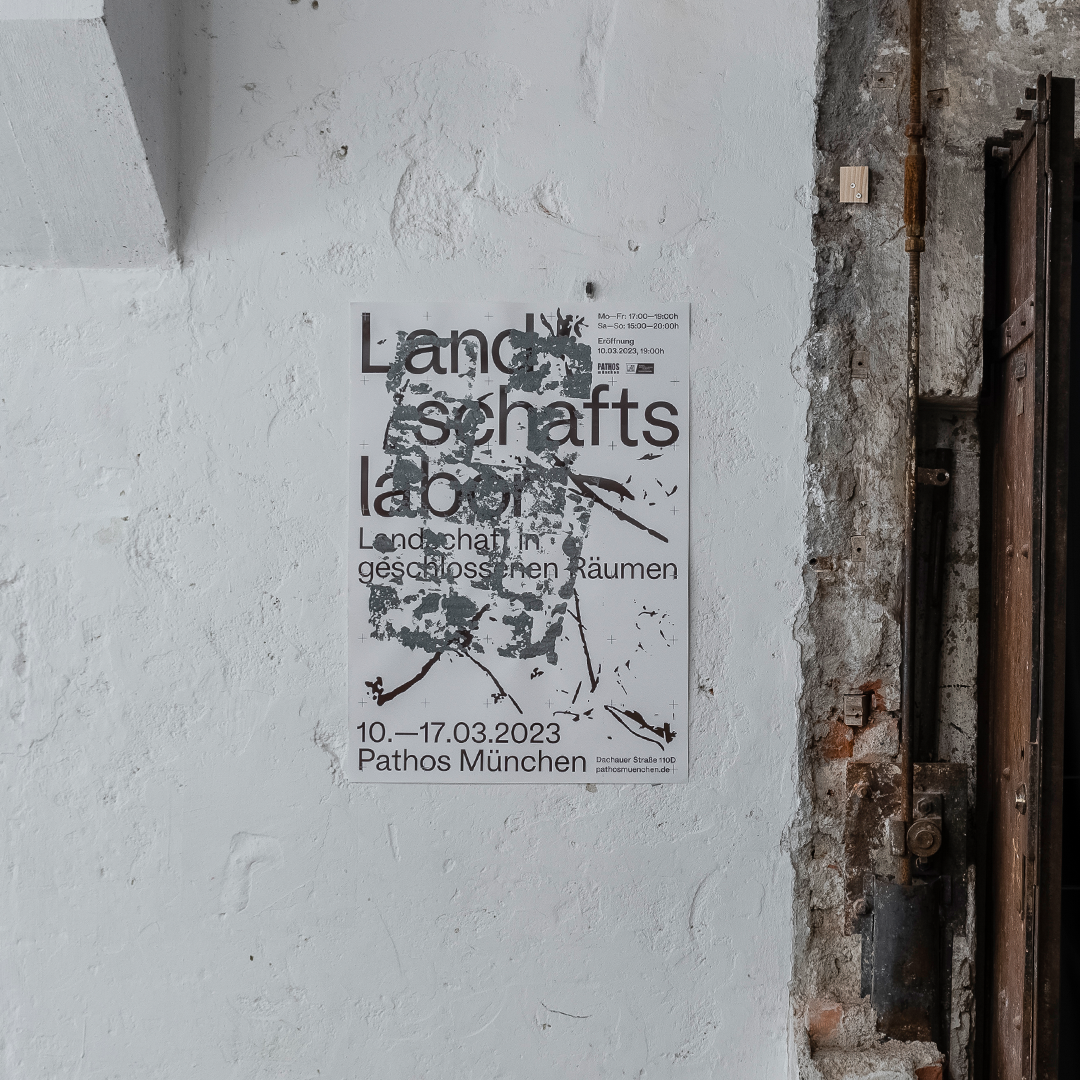 Land
schafts
labor
Landschaft in
geschlossenen Räumen
Mo—Fr: 17:00—19:00h
Sa—So: 15:00—20:00h
Eröffnung
10.03.2023, 19:00h
PATHOS
MÜNCHEN
10.—17.03.2023
Pathos München
Dachauer Straße 110D
pathosmuenchen.de